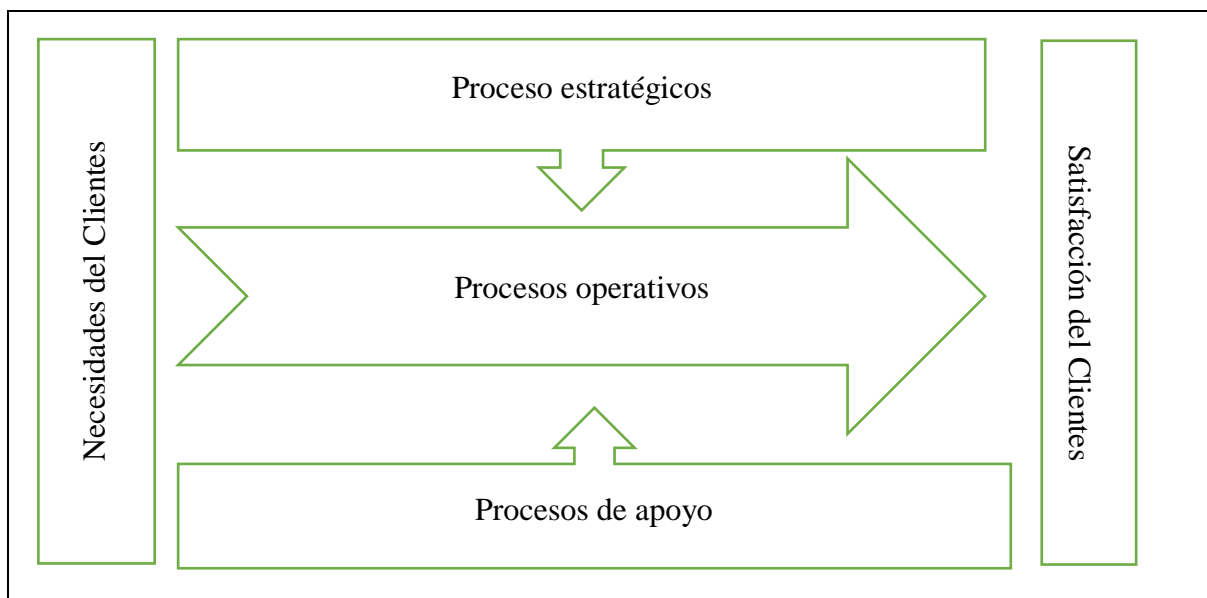 Necesidades del Clientes
Proceso estratégicos
Procesos operativos
Procesos de apoyo
Satisfacción del Clientes